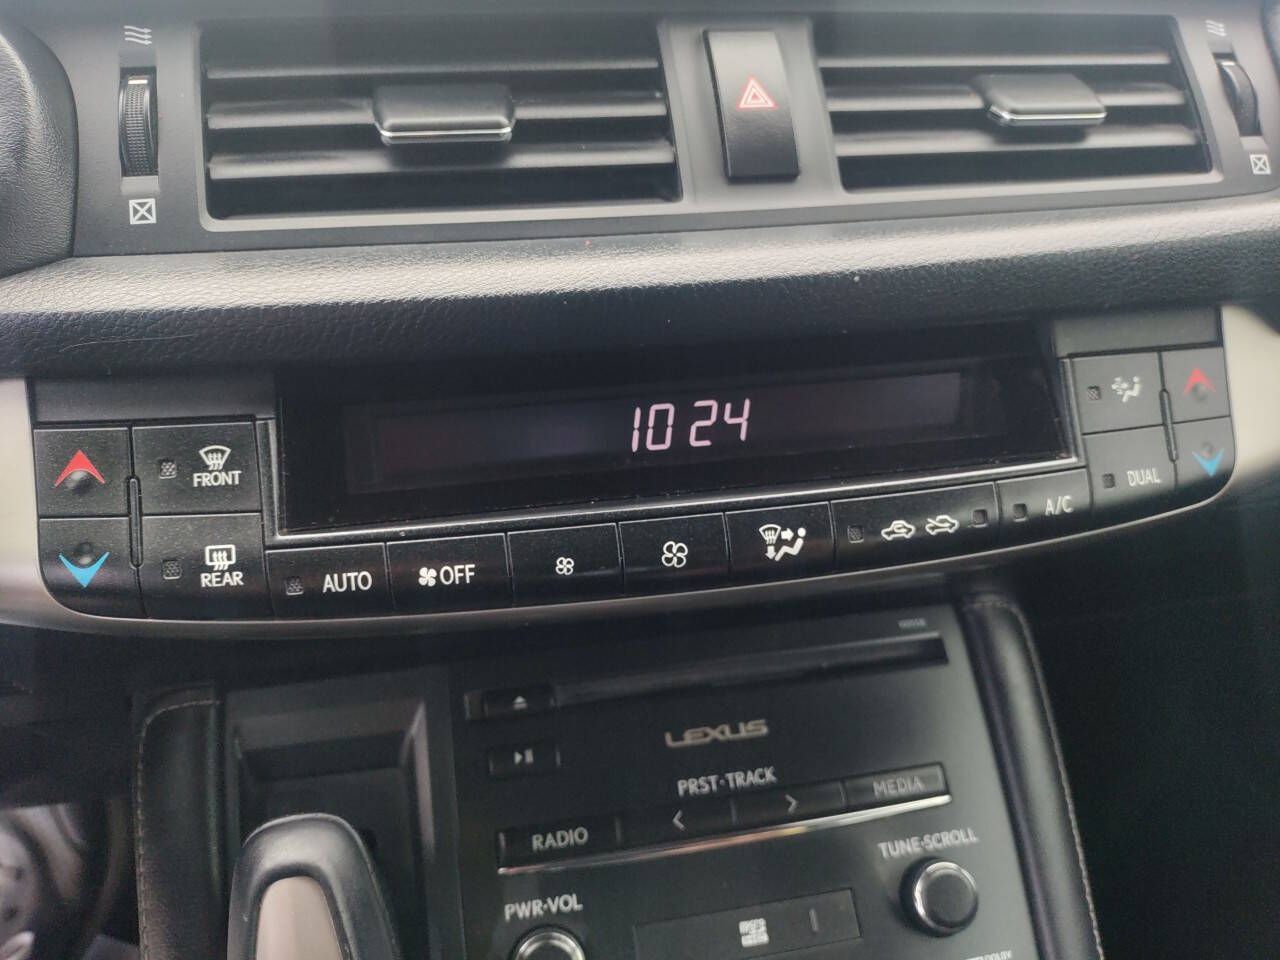 1024
FRONT
DUAL
A/C
REAR
AUTO
OFF
LEXUS
PRST·TRACK
MEDIA
RADIO
TUNE·SCROLL
PWR·VOL